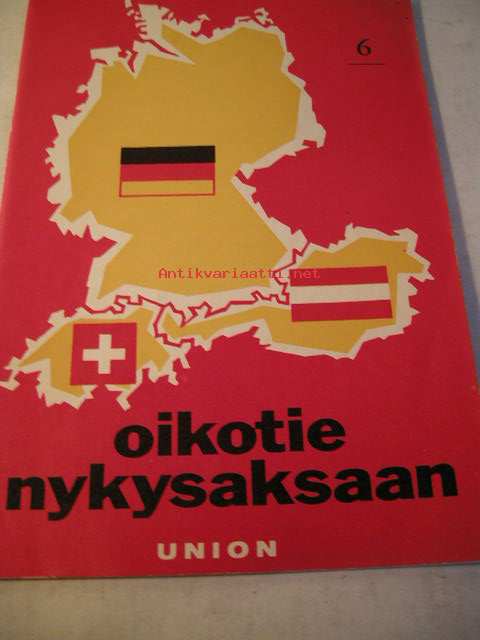 6
Antikvariaatti.net
oikotie
nykysaksaan
UNION